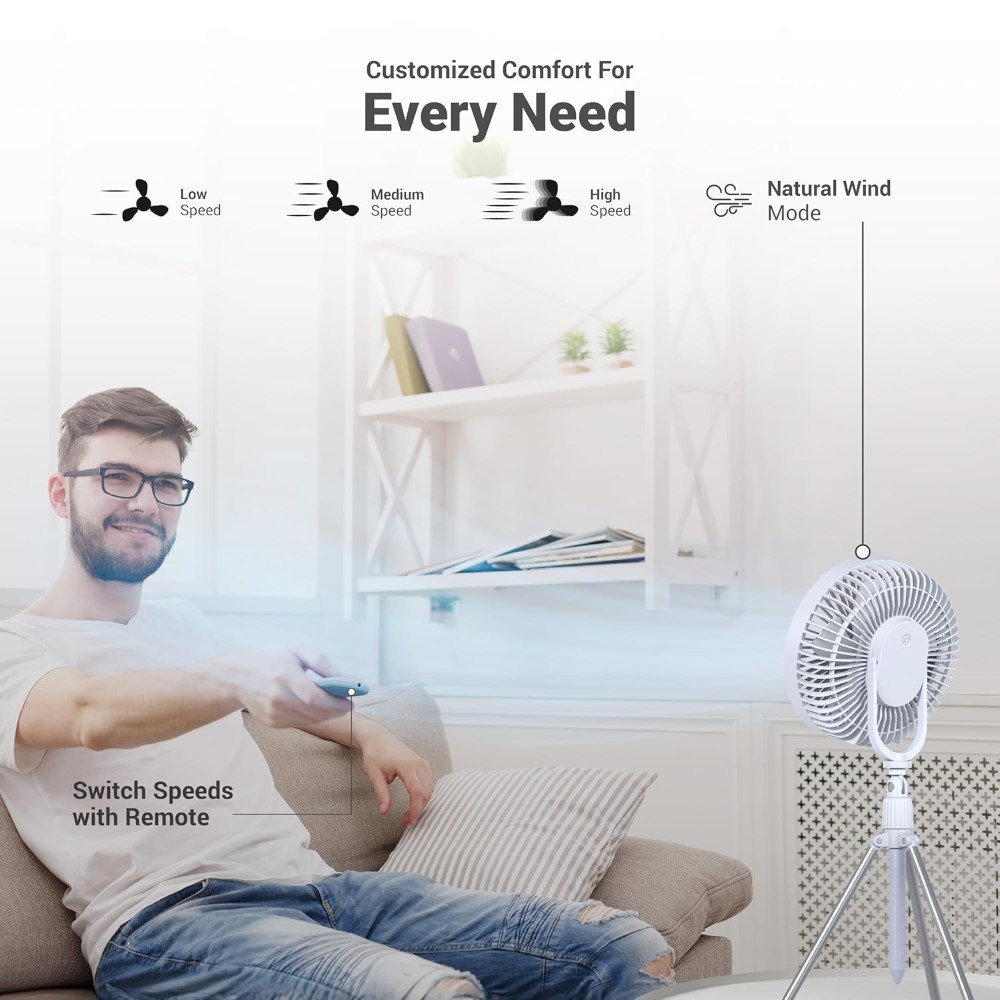 Customized Comfort For
Every Need
Low
Speed
Medium
Speed
High
Speed
Natural Wind
Mode
Switch Speeds
with Remote